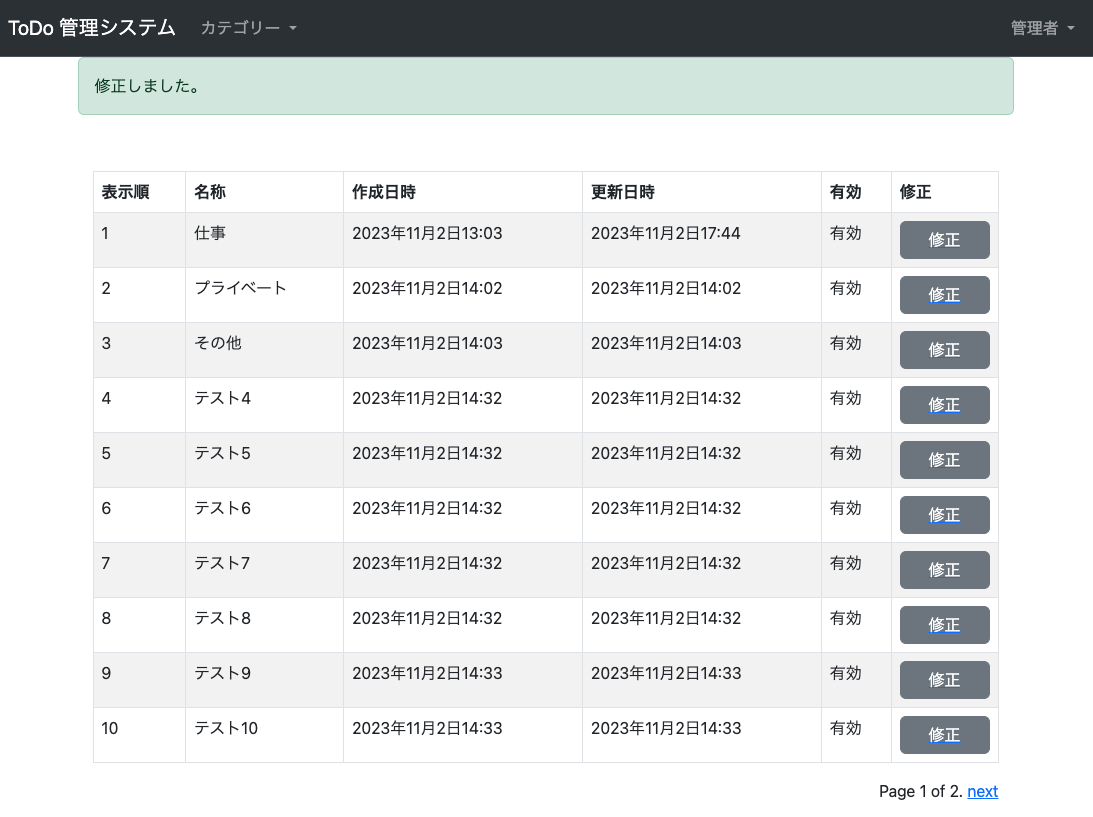 ToDo 管理システム カテゴリー 管理者
修正しました。
表示順 名称 作成日時 更新日時 有効 修正
1 仕事 2023年11月2日13:03 2023年11月2日17:44 有効 修正
2 プライベート 2023年11月2日14:02 2023年11月2日14:02 有効 修正
3 その他 2023年11月2日14:03 2023年11月2日14:03 有効 修正
4 テスト4 2023年11月2日14:32 2023年11月2日14:32 有効 修正
5 テスト5 2023年11月2日14:32 2023年11月2日14:32 有効 修正
6 テスト6 2023年11月2日14:32 2023年11月2日14:32 有効 修正
7 テスト7 2023年11月2日14:32 2023年11月2日14:32 有効 修正
8 テスト8 2023年11月2日14:32 2023年11月2日14:32 有効 修正
9 テスト9 2023年11月2日14:33 2023年11月2日14:33 有効 修正
10 テスト10 2023年11月2日14:33 2023年11月2日14:33 有効 修正
Page 1 of 2. next